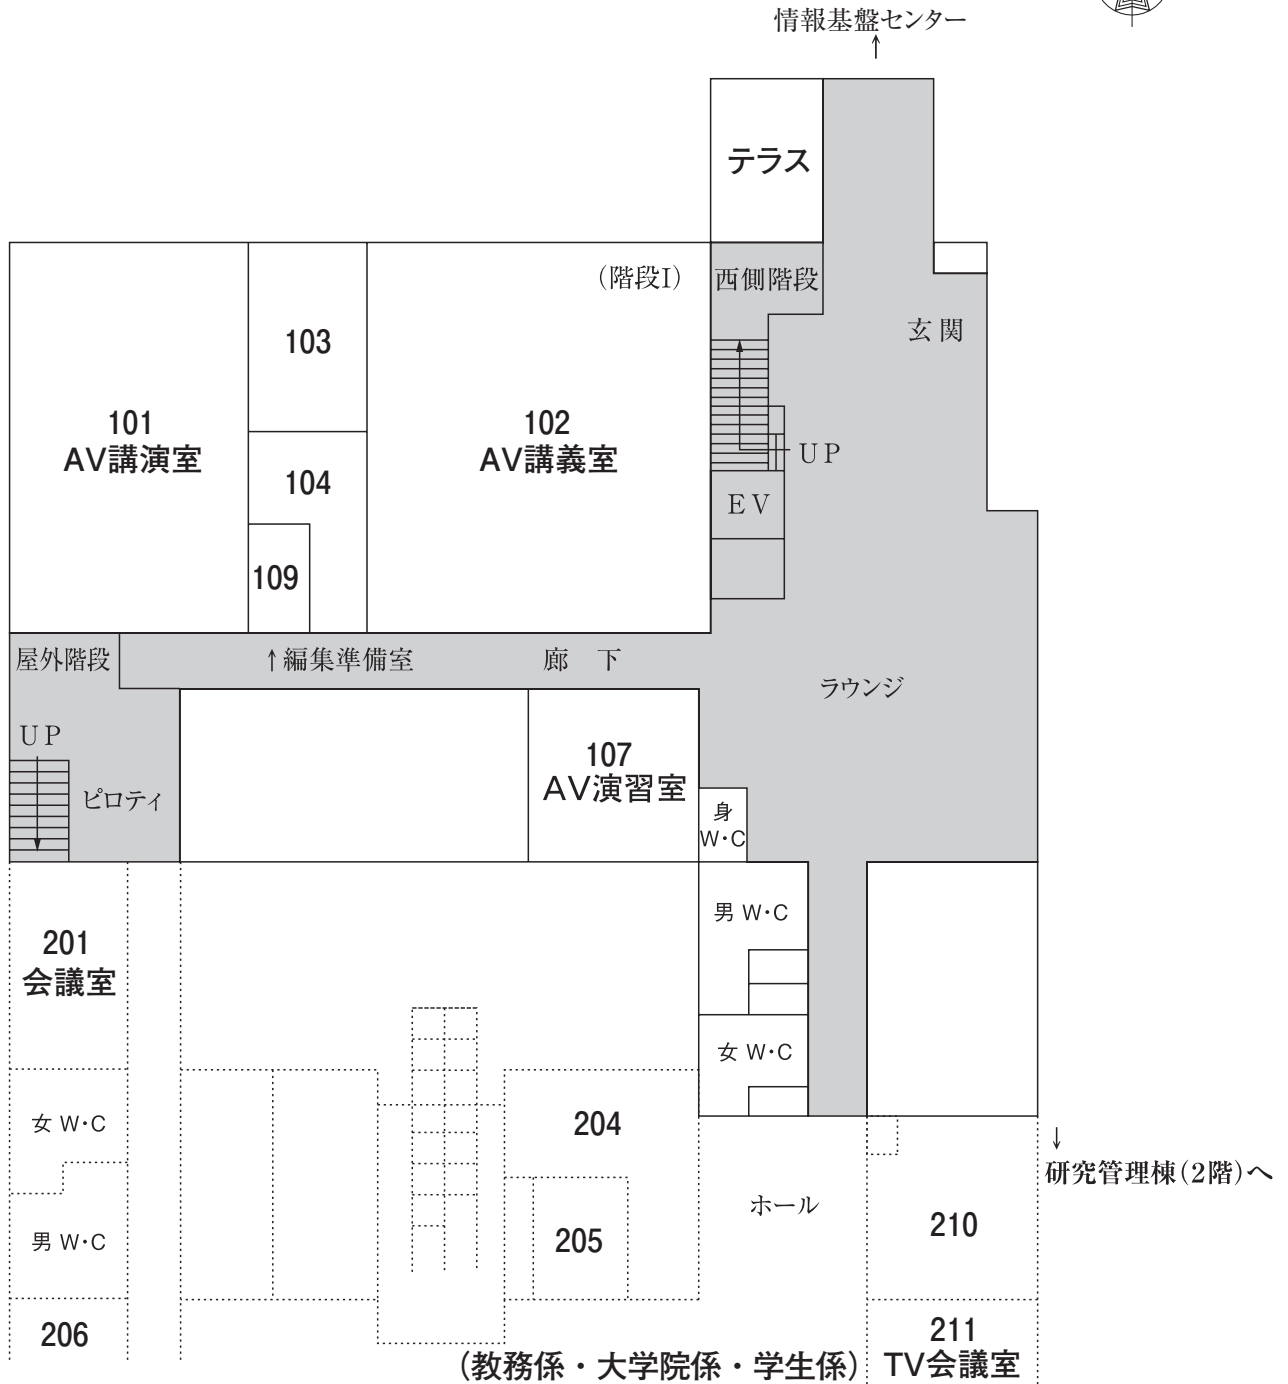 情報基盤センター
↑
テラス
(階段I)
西側階段
103
玄関
101
AV講演室
102
AV講義室
UP
104
EV
109
屋外階段
↑編集準備室
廊 下
ラウンジ
UP
107
AV演習室
ピロティ
身
W・C
男 W・C
201
会議室
女 W・C
女 W・C
204
↓
研究管理棟(2階)へ
ホール
210
205
男 W・C
206
211
TV会議室
(教務係・大学院係・学生係)